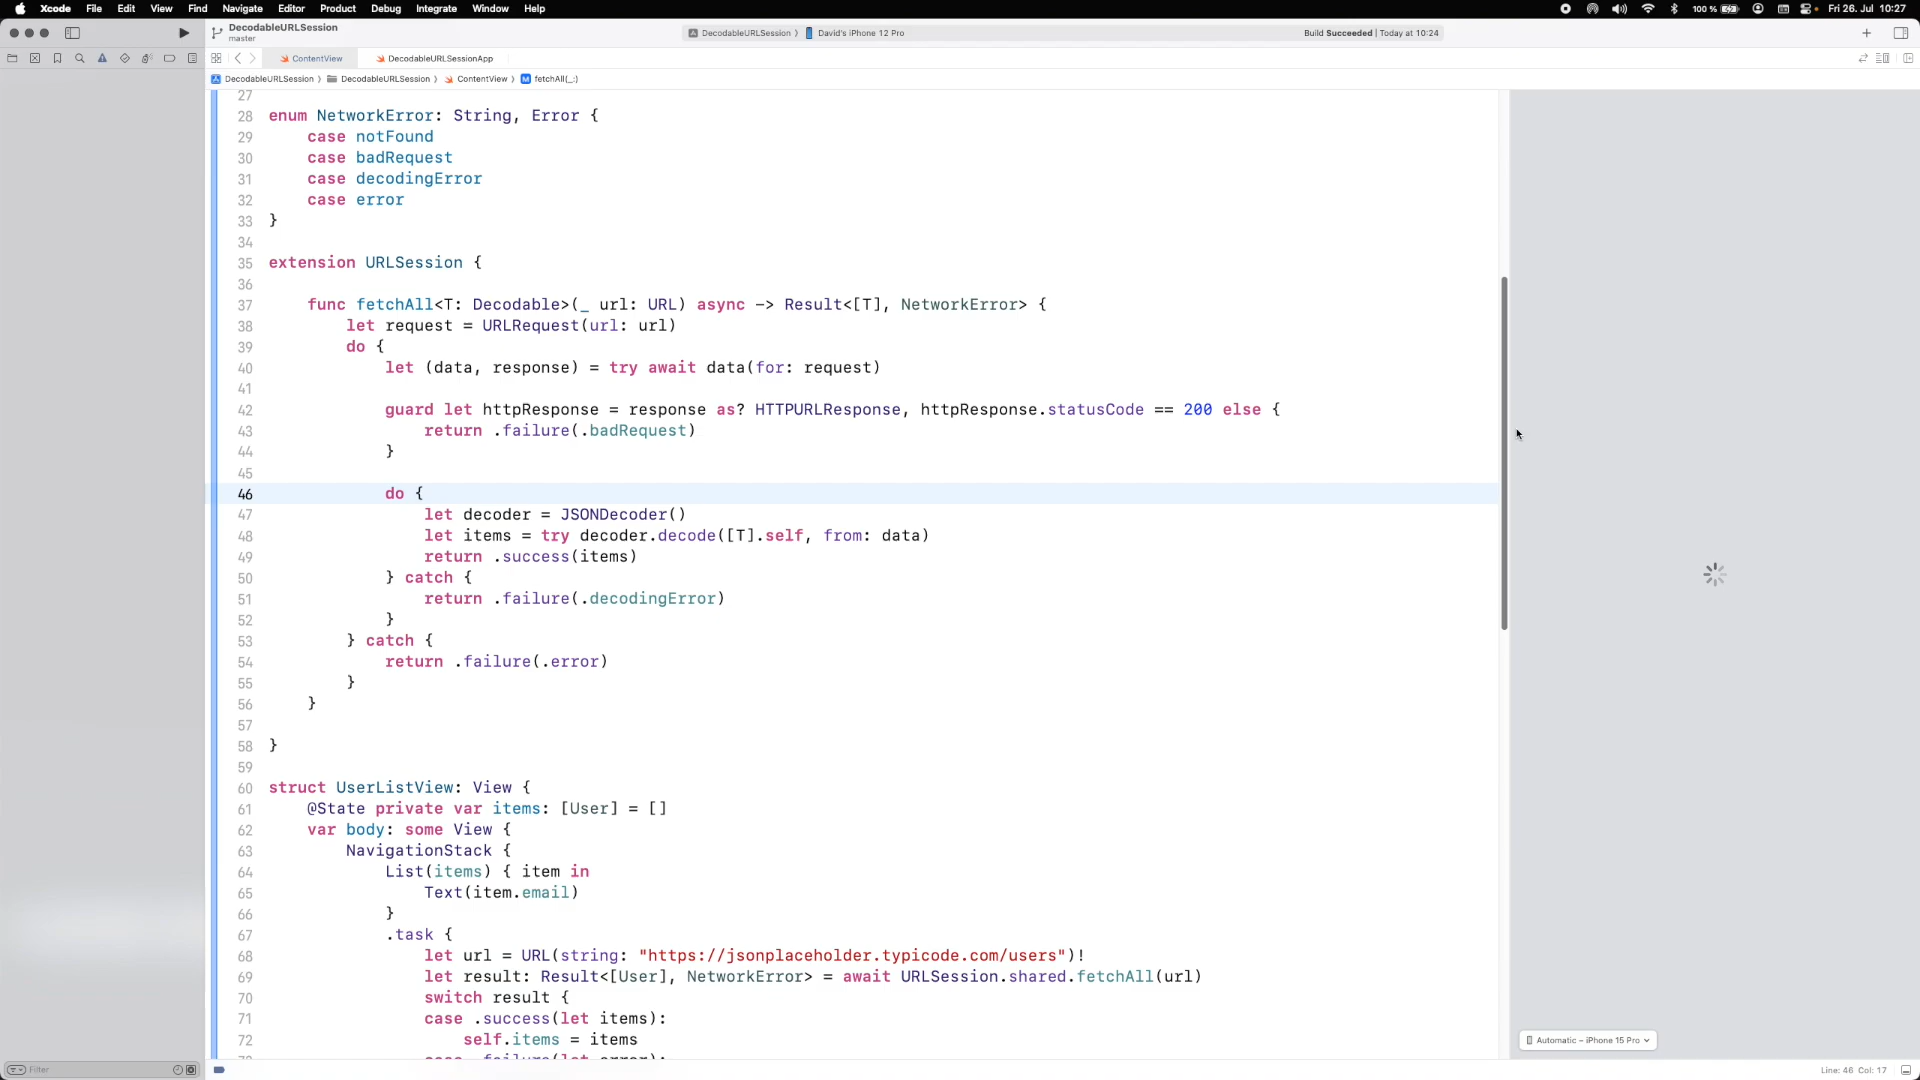 Xcode File Edit View Find Navigate Editor Product Debug Integrate Window Help 100 % Fri 26. Jul 10:27
DecodableURLSession
master
DecodableURLSession 〉 David's iPhone 12 Pro Build Succeeded | Today at 10:24
ContentView DecodableURLSessionApp
DecodableURLSession 〉 DecodableURLSession 〉 ContentView 〉 M fetchAll(_:)
27
28 enum NetworkError: String, Error {
29 case notFound
30 case badRequest
31 case decodingError
32 case error
33 }
34
35 extension URLSession {
36
37 func fetchAll<T: Decodable>(_ url: URL) async -> Result<[T], NetworkError> {
38 let request = URLRequest(url: url)
39 do {
40 let (data, response) = try await data(for: request)
41
42 guard let httpResponse = response as? HTTPURLResponse, httpResponse.statusCode == 200 else {
43 return .failure(.badRequest)
44 }
45
46 do {
47 let decoder = JSONDecoder()
48 let items = try decoder.decode([T].self, from: data)
49 return .success(items)
50 } catch {
51 return .failure(.decodingError)
52 }
53 } catch {
54 return .failure(.error)
55 }
56 }
57
58 }
59
60 struct UserListView: View {
61 @State private var items: [User] = []
62 var body: some View {
63 NavigationStack {
64 List(items) { item in
65 Text(item.email)
66 }
67 .task {
68 let url = URL(string: "https://jsonplaceholder.typicode.com/users")!
69 let result: Result<[User], NetworkError> = await URLSession.shared.fetchAll(url)
70 switch result {
71 case .success(let items):
72 self.items = items
Automatic – iPhone 15 Pro
Filter
Line: 46 Col: 17